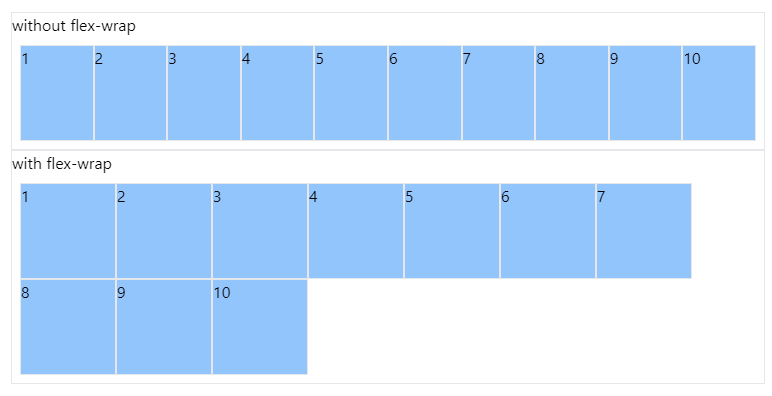 without flex-wrap
1 2 3 4 5 6 7 8 9 10
with flex-wrap
1 2 3 4 5 6 7
8 9 10